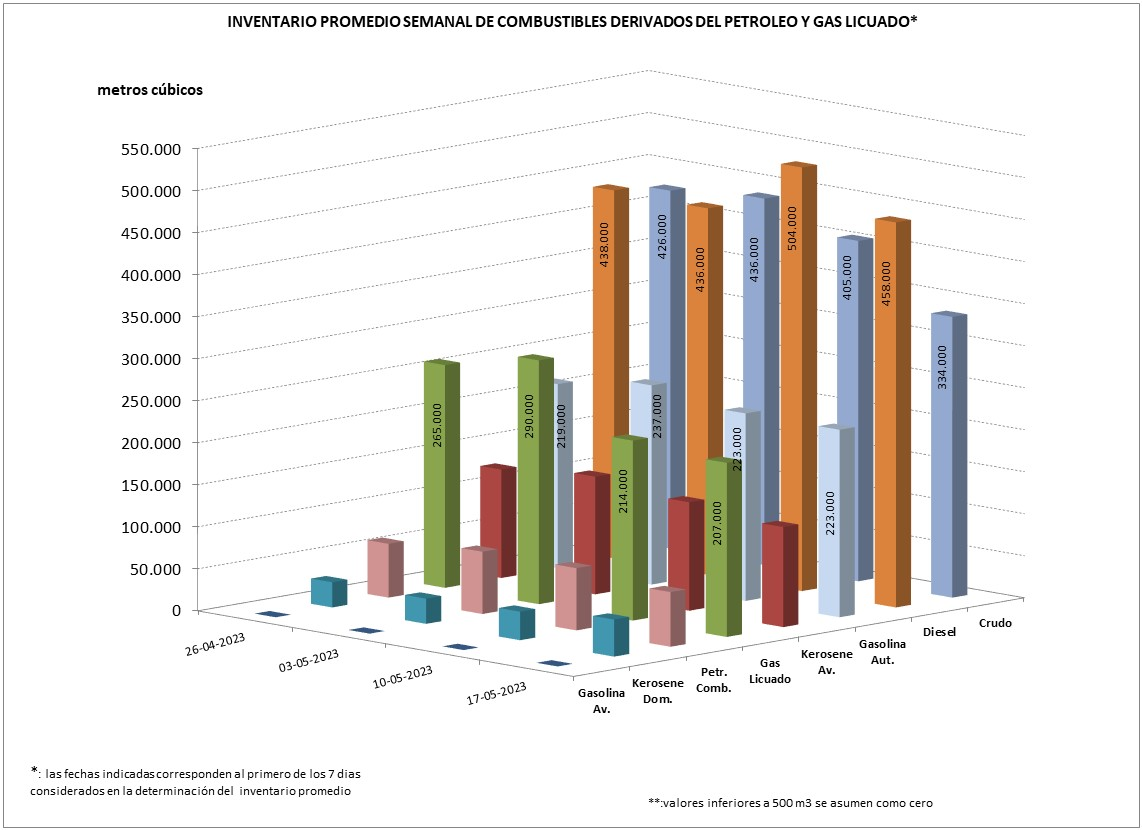 INVENTARIO PROMEDIO SEMANAL DE COMBUSTIBLES DERIVADOS DEL PETROLEO Y GAS LICUADO*
metros cúbicos
550.000
500.000
450.000
400.000
350.000
300.000
250.000
200.000
150.000
100.000
50.000
0
438.000
426.000
436.000
436.000
504.000
405.000
458.000
334.000
265.000
290.000
219.000
237.000
214.000
223.000
207.000
223.000
26-04-2023
03-05-2023
10-05-2023
17-05-2023
Gasolina
Av.
Kerosene
Dom.
Petr.
Comb.
Gas
Licuado
Kerosene
Av.
Gasolina
Aut.
Diesel
Crudo
*: las fechas indicadas corresponden al primero de los 7 dias
considerados en la determinación del inventario promedio
**:valores inferiores a 500 m3 se asumen como cero